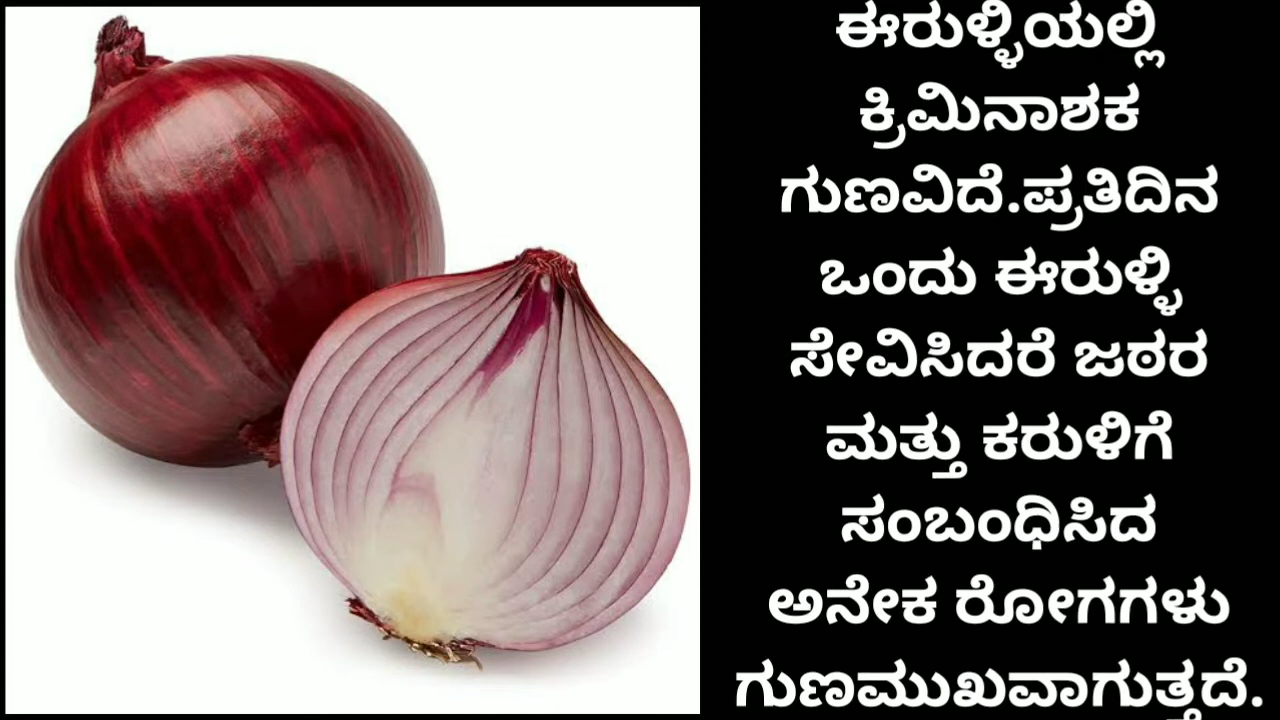 ಈರುಳ್ಳಿಯಲ್ಲಿ
ಕ್ರಿಮಿನಾಶಕ
ಗುಣವಿದೆ.ಪ್ರತಿದಿನ
ಒಂದು ಈರುಳ್ಳಿ
ಸೇವಿಸಿದರೆ ಜಠರ
ಮತ್ತು ಕರುಳಿಗೆ
ಸಂಬಂಧಿಸಿದ
ಅನೇಕ ರೋಗಗಳು
ಗುಣಮುಖವಾಗುತ್ತದೆ.